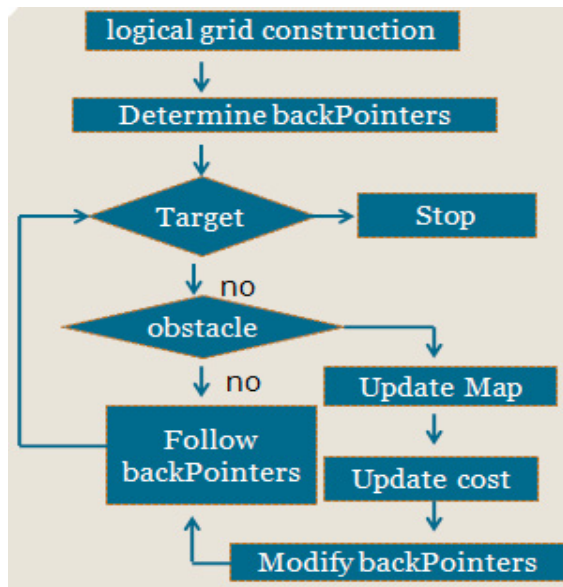 logical grid construction
Determine backPointers
Target
Stop
no
obstacle
no
Update Map
Follow
backPointers
Update cost
Modify backPointers